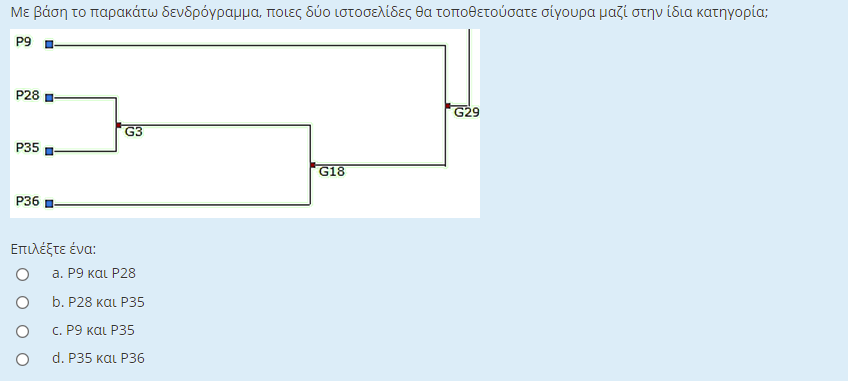 Με βάση το παρακάτω δενδρόγραμμα, ποιες δύο ιστοσελίδες θα τοποθετούσατε σίγουρα μαζί στην ίδια κατηγορία;
P9
G29
P28
G3
P35
G18
P36
Επιλέξτε ένα:
a. P9 και P28
b. P28 και P35
c. P9 και P35
d. P35 και P36